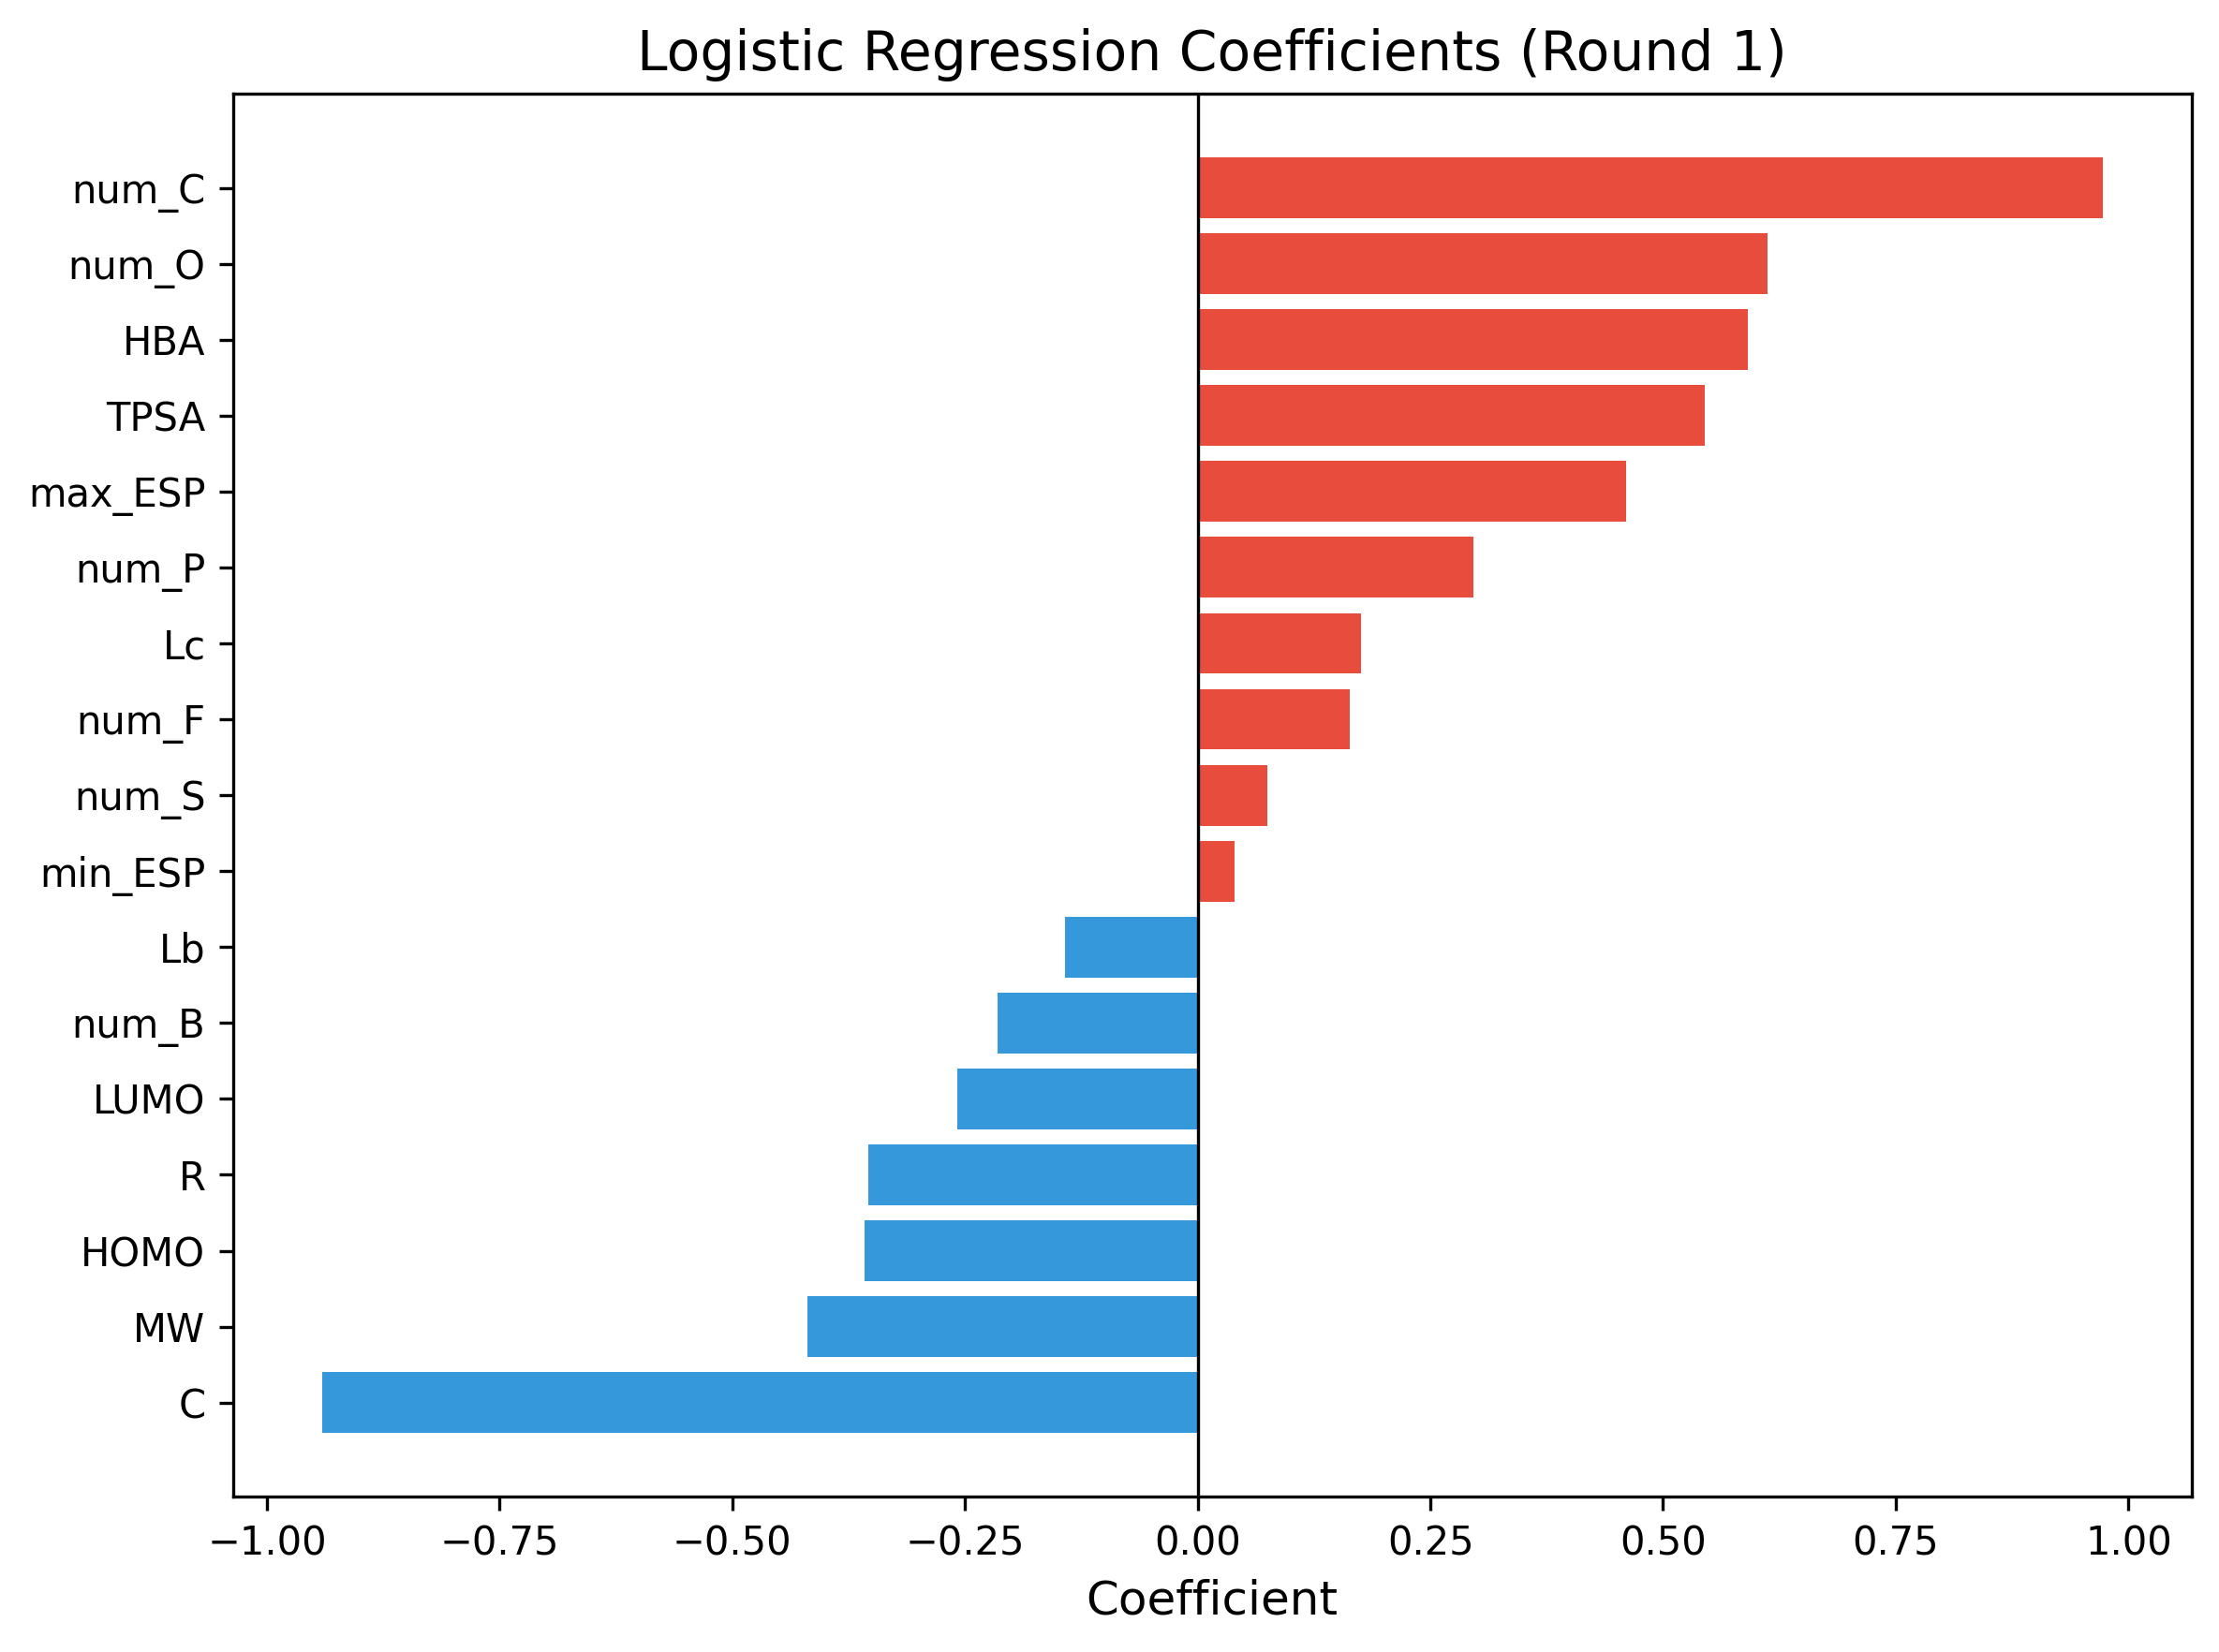 Logistic Regression Coefficients (Round 1)
num_C
num_O
HBA
TPSA
max_ESP
num_P
Lc
num_F
num_S
min_ESP
Lb
num_B
LUMO
R
HOMO
MW
C
−1.00 −0.75 −0.50 −0.25 0.00 0.25 0.50 0.75 1.00
Coefficient